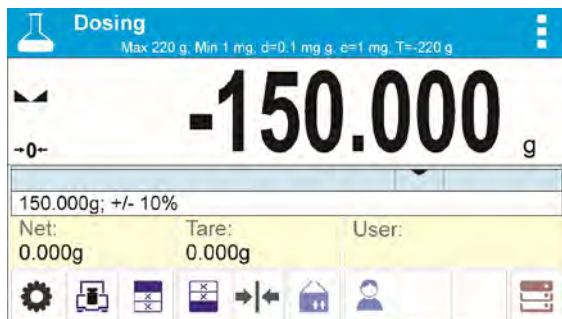 Dosing
Max 220 g; Min 1 mg, d=0.1 mg g, e=1 mg, T=-220 g
-150.000 g
→0←
150.000g; +/- 10%
Net: Tare: User:
0.000g 0.000g